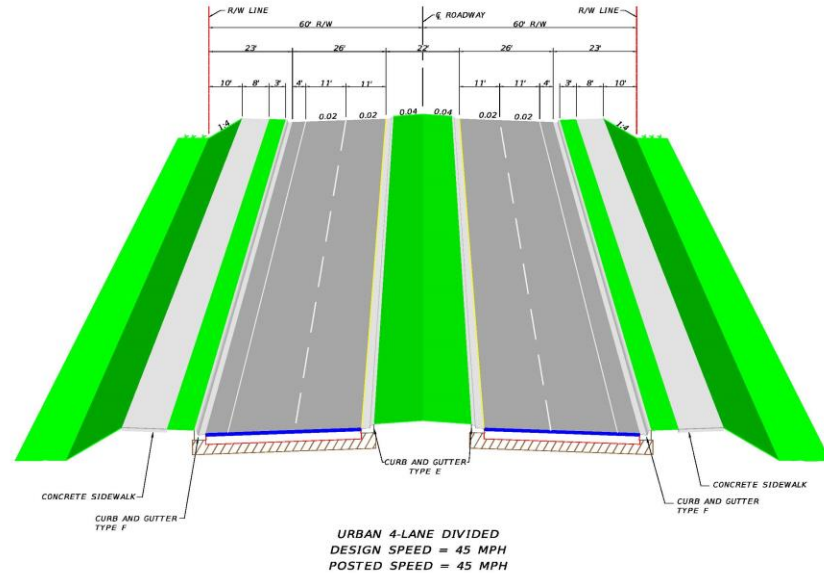 R/W LINE
℄ ROADWAY
R/W LINE
60' R/W
60' R/W
23'
26'
22'
26'
23'
10'
8'
3'
4'
11'
11'
11'
11'
4'
3'
8'
10'
0.02
0.02
0.04
0.04
0.02
0.02
1:4
1:4
CURB AND GUTTER
TYPE E
CONCRETE SIDEWALK
CURB AND GUTTER
TYPE F
CONCRETE SIDEWALK
CURB AND GUTTER
TYPE F
URBAN 4-LANE DIVIDED
DESIGN SPEED = 45 MPH
POSTED SPEED = 45 MPH